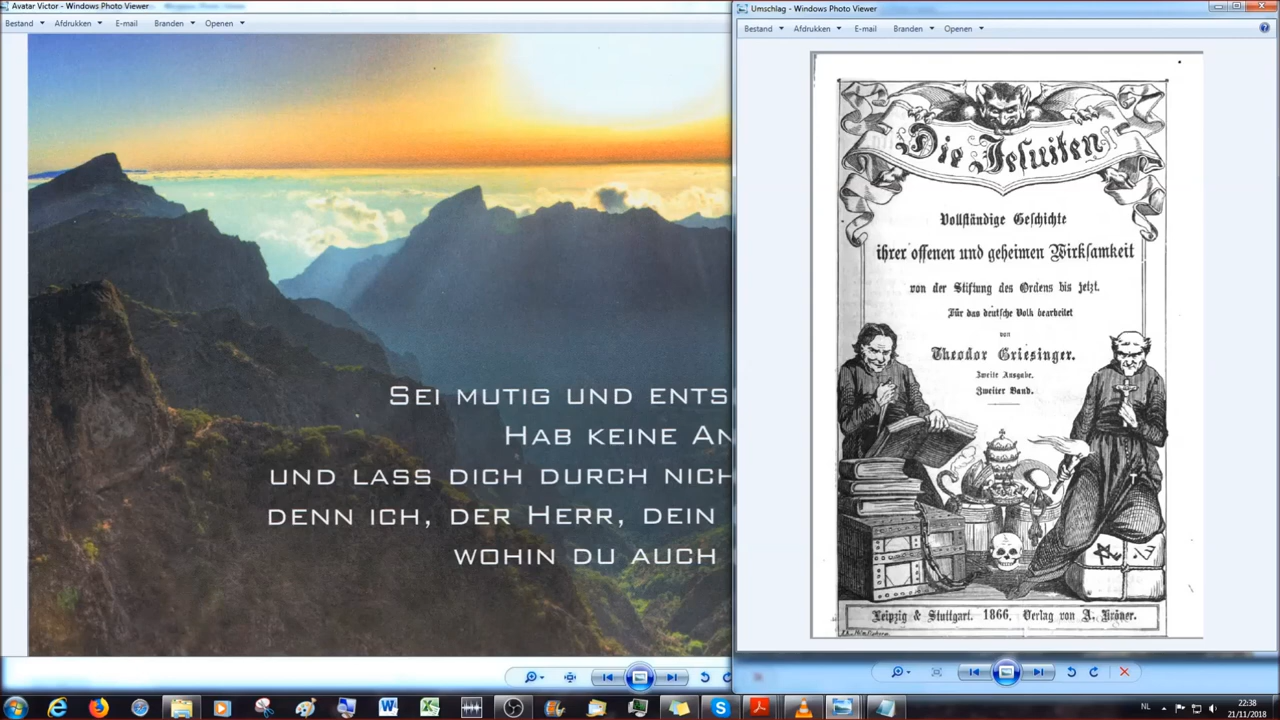 Avatar Victor - Windows Photo Viewer
Bestand
Afdrukken
E-mail
Branden
Openen
SEI MUTIG UND ENTS
HAB KEINE AN
UND LASS DICH DURCH NICH
DENN ICH, DER HERR, DEIN
WOHIN DU AUCH
Umschlag - Windows Photo Viewer
Bestand
Afdrukken
E-mail
Branden
Openen
Die Jesuiten
Vollständige Geschichte
ihrer offenen und geheimen Wirksamkeit
von der Stiftung des Ordens bis jetzt.
Für das deutsche Volk bearbeitet
von
Theodor Griesinger.
Zweite Ausgabe.
Zweiter Band.
Leipzig & Stuttgart. 1866. Verlag von A. Kröner.
NL
22:38
21/11/2018